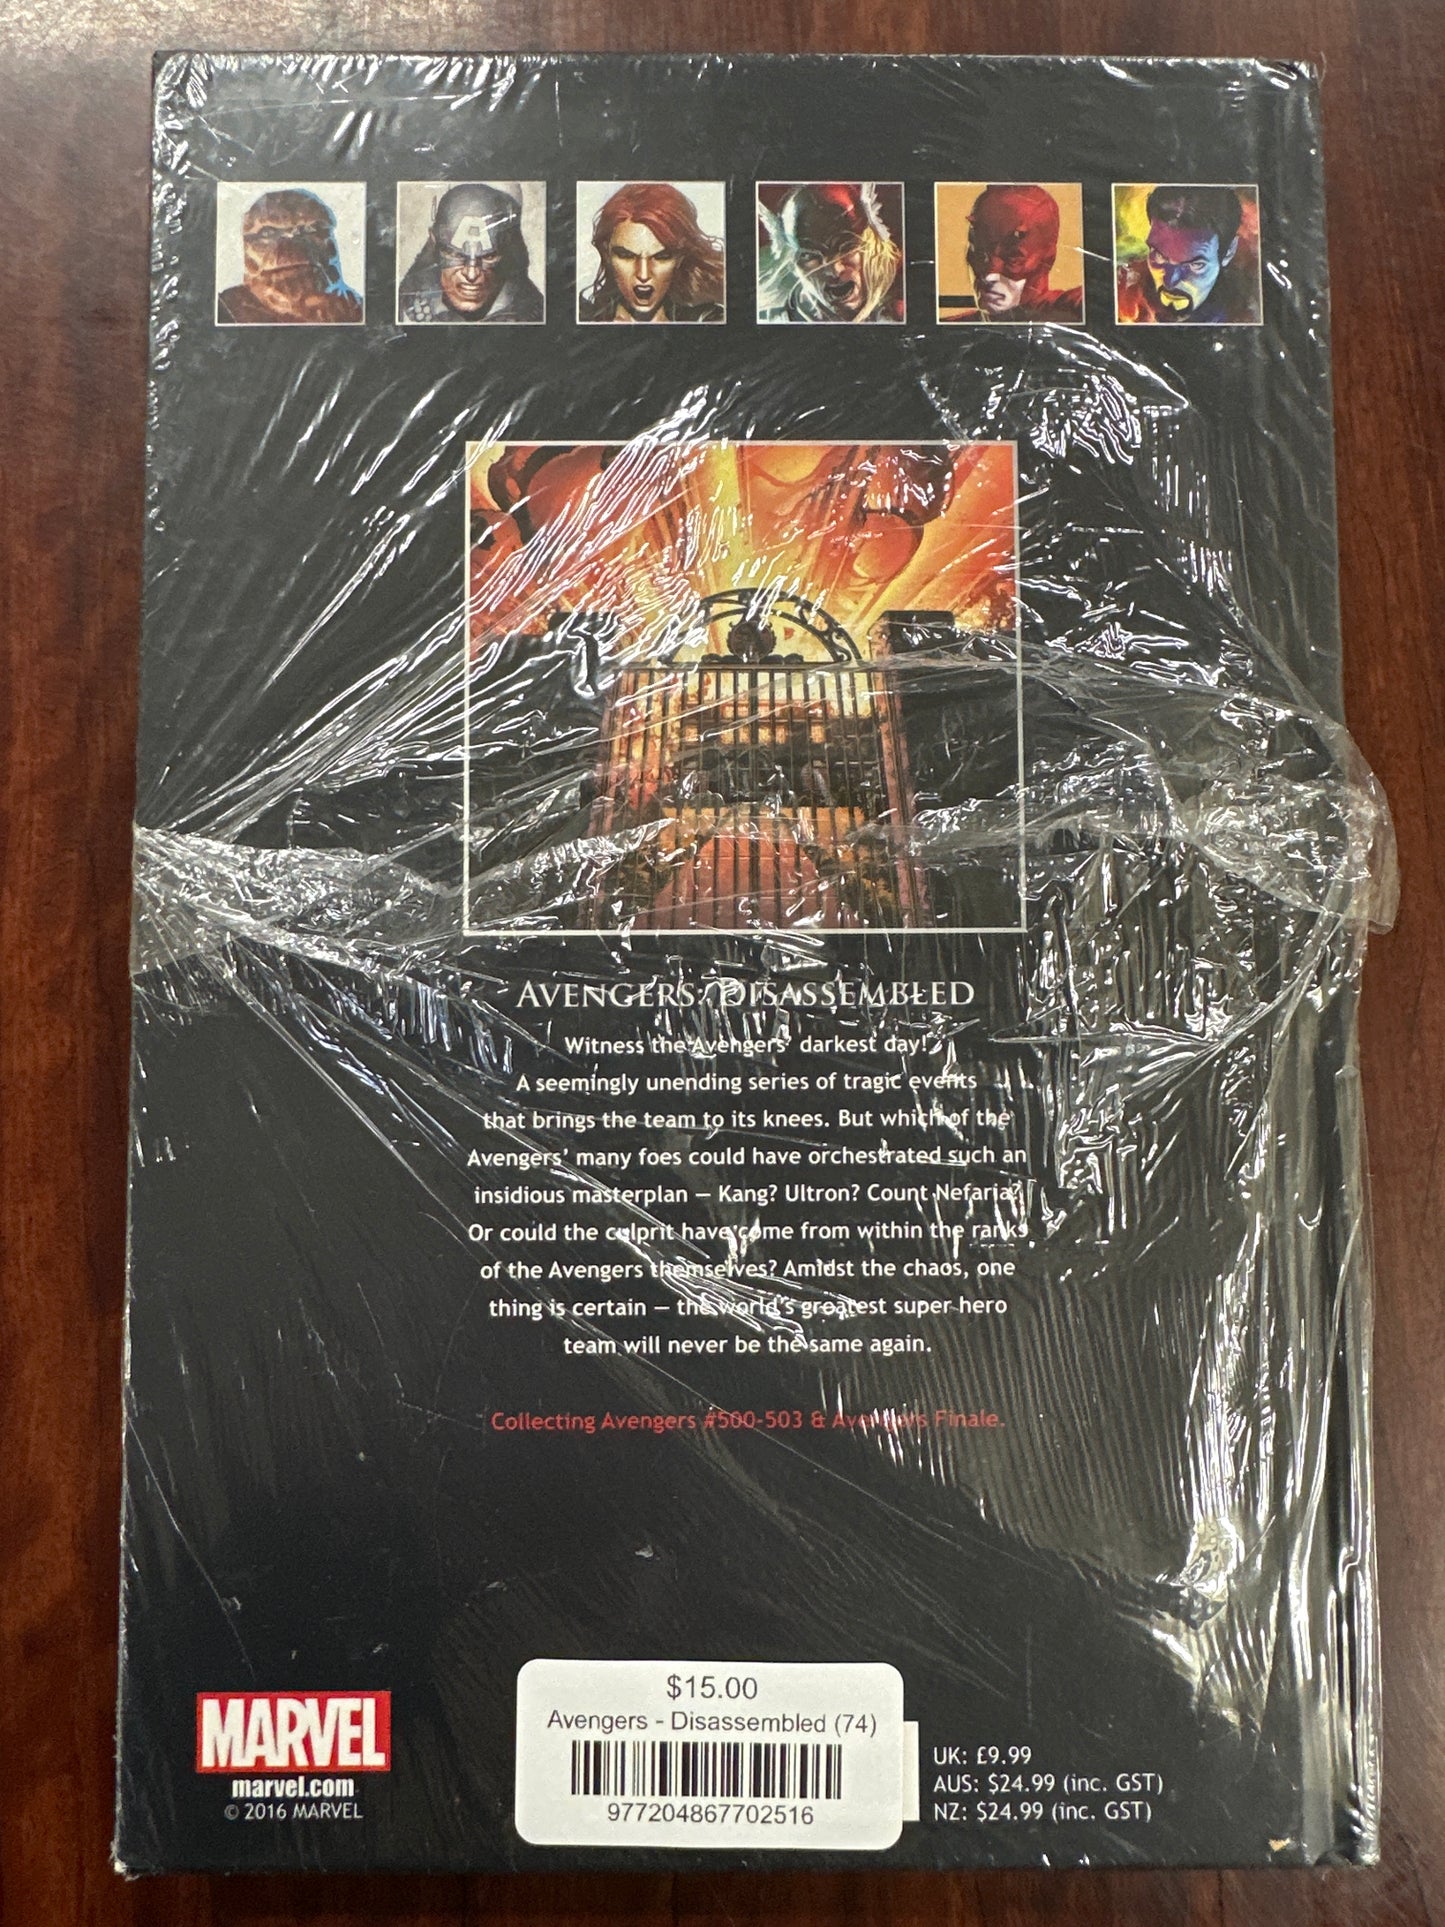 AVENGERS: DISASSEMBLED
Witness the Avengers' darkest day!
A seemingly unending series of tragic events
that brings the team to its knees. But which of the
Avengers' many foes could have orchestrated such an
insidious masterplan – Kang? Ultron? Count Nefaria?
Or could the culprit have come from within the ranks
of the Avengers themselves? Amidst the chaos, one
thing is certain – the world's greatest super hero
team will never be the same again.
Collecting Avengers #500-503 & Avengers Finale.
$15.00
Avengers - Disassembled (74)
977204867702516
MARVEL
marvel.com
© 2016 MARVEL
UK: £9.99
AUS: $24.99 (inc. GST)
NZ: $24.99 (inc. GST)